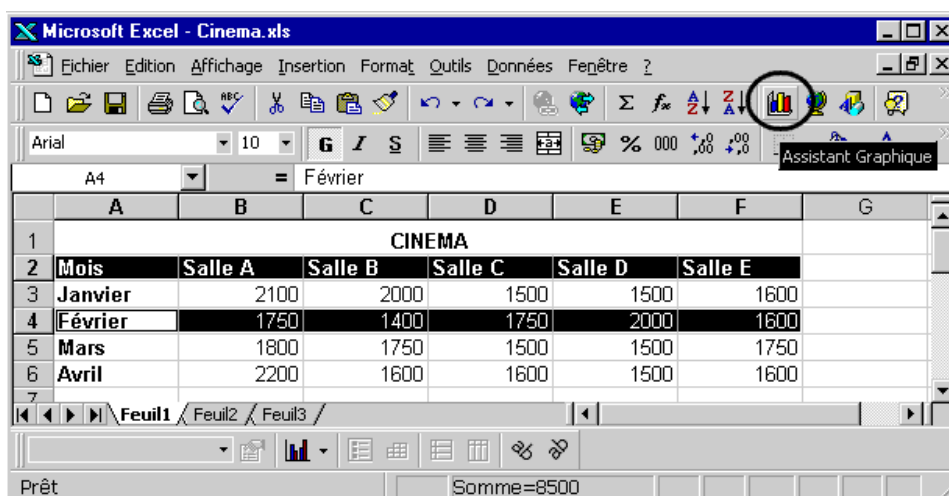 Microsoft Excel - Cinema.xls
Fichier Edition Affichage Insertion Format Outils Données Fenêtre ?
ABC Σ fx A Z Z A
Arial 10 G I S % 000
Assistant Graphique
A4 = Février
A B C D E F G
1 CINEMA
2 Mois Salle A Salle B Salle C Salle D Salle E
3 Janvier 2100 2000 1500 1500 1600
4 Février 1750 1400 1750 2000 1600
5 Mars 1800 1750 1500 1500 1750
6 Avril 2200 1600 1600 1500 1600
7
Feuil1 Feuil2 Feuil3
Prêt Somme=8500